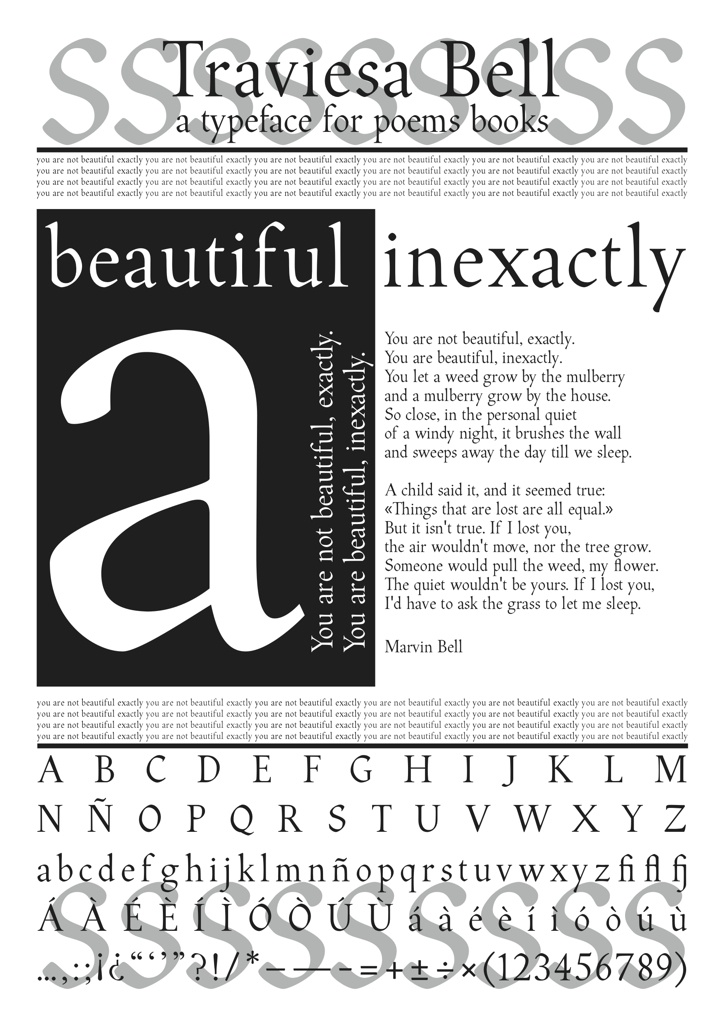 SSSSSSSSS
Traviesa Bell
a typeface for poems books
you are not beautiful exactly you are not beautiful exactly you are not beautiful exactly you are not beautiful exactly you are not beautiful exactly you are not beautiful exactly
you are not beautiful exactly you are not beautiful exactly you are not beautiful exactly you are not beautiful exactly you are not beautiful exactly you are not beautiful exactly
you are not beautiful exactly you are not beautiful exactly you are not beautiful exactly you are not beautiful exactly you are not beautiful exactly you are not beautiful exactly
you are not beautiful exactly you are not beautiful exactly you are not beautiful exactly you are not beautiful exactly you are not beautiful exactly you are not beautiful exactly
beautiful inexactly
a
You are not beautiful, exactly.
You are beautiful, inexactly.
You are not beautiful, exactly.
You are beautiful, inexactly.
You let a weed grow by the mulberry
and a mulberry grow by the house.
So close, in the personal quiet
of a windy night, it brushes the wall
and sweeps away the day till we sleep.
A child said it, and it seemed true:
«Things that are lost are all equal.»
But it isn't true. If I lost you,
the air wouldn't move, nor the tree grow.
Someone would pull the weed, my flower.
The quiet wouldn't be yours. If I lost you,
I'd have to ask the grass to let me sleep.
Marvin Bell
you are not beautiful exactly you are not beautiful exactly you are not beautiful exactly you are not beautiful exactly you are not beautiful exactly you are not beautiful exactly
you are not beautiful exactly you are not beautiful exactly you are not beautiful exactly you are not beautiful exactly you are not beautiful exactly you are not beautiful exactly
you are not beautiful exactly you are not beautiful exactly you are not beautiful exactly you are not beautiful exactly you are not beautiful exactly you are not beautiful exactly
you are not beautiful exactly you are not beautiful exactly you are not beautiful exactly you are not beautiful exactly you are not beautiful exactly you are not beautiful exactly
A B C D E F G H I J K L M
N Ñ O P Q R S T U V W X Y Z
a b c d e f g h i j k l m n ñ o p q r s t u v w x y z fi fl fj
Á À É È Í Ì Ó Ò Ú Ù á à é è í ì ó ò ú ù
SSSSSSSSS
...,:;¡¿“‘’”?!/*–—-=+±÷×(123456789)